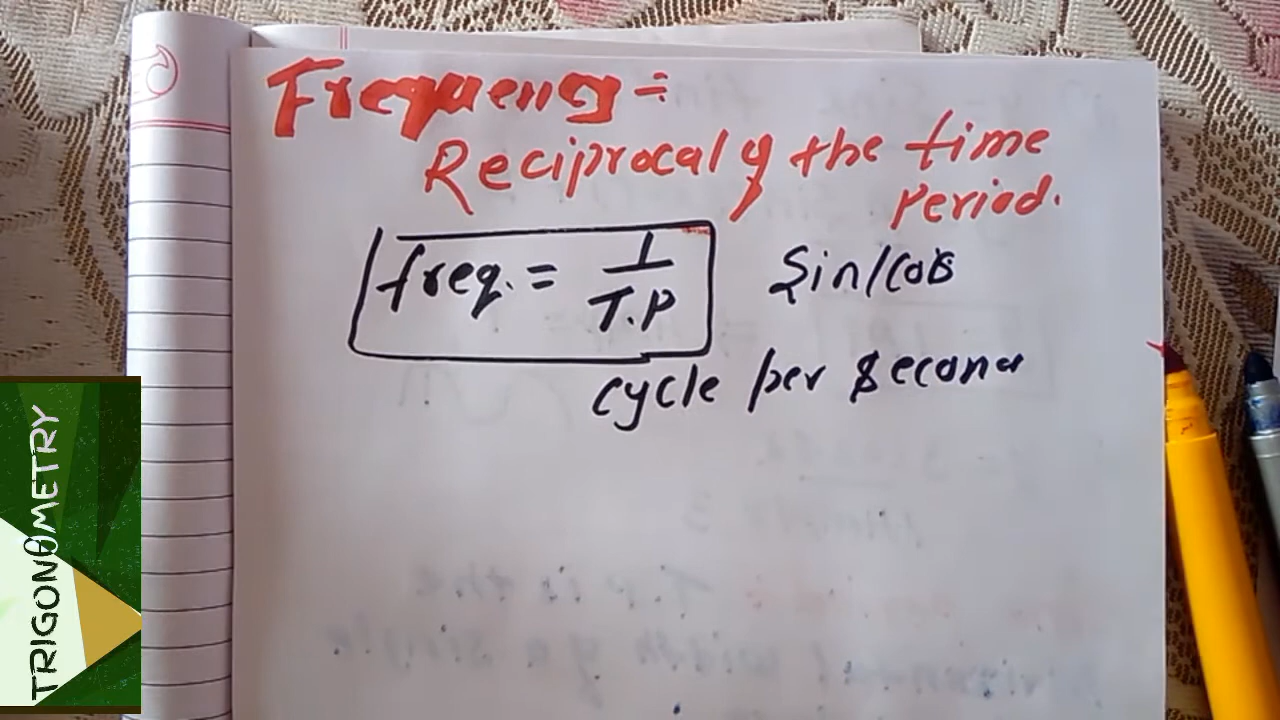 Frequency =
Reciprocal of the time
period.
freq. = 1/T.P
Sin/Cos
cycle per second
TRIGONOMETRY